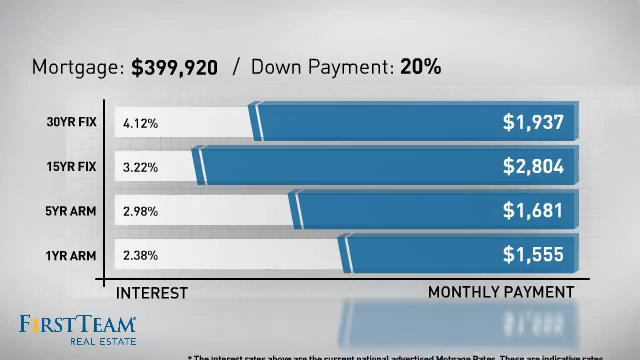 Mortgage: $399,920 / Down Payment: 20%
30YR FIX 4.12% $1,937
15YR FIX 3.22% $2,804
5YR ARM 2.98% $1,681
1YR ARM 2.38% $1,555
INTEREST MONTHLY PAYMENT
FIRSTTEAM®
REAL ESTATE
* The interest rates above are the current national advertised Mortgage Rates. These are indicative rates